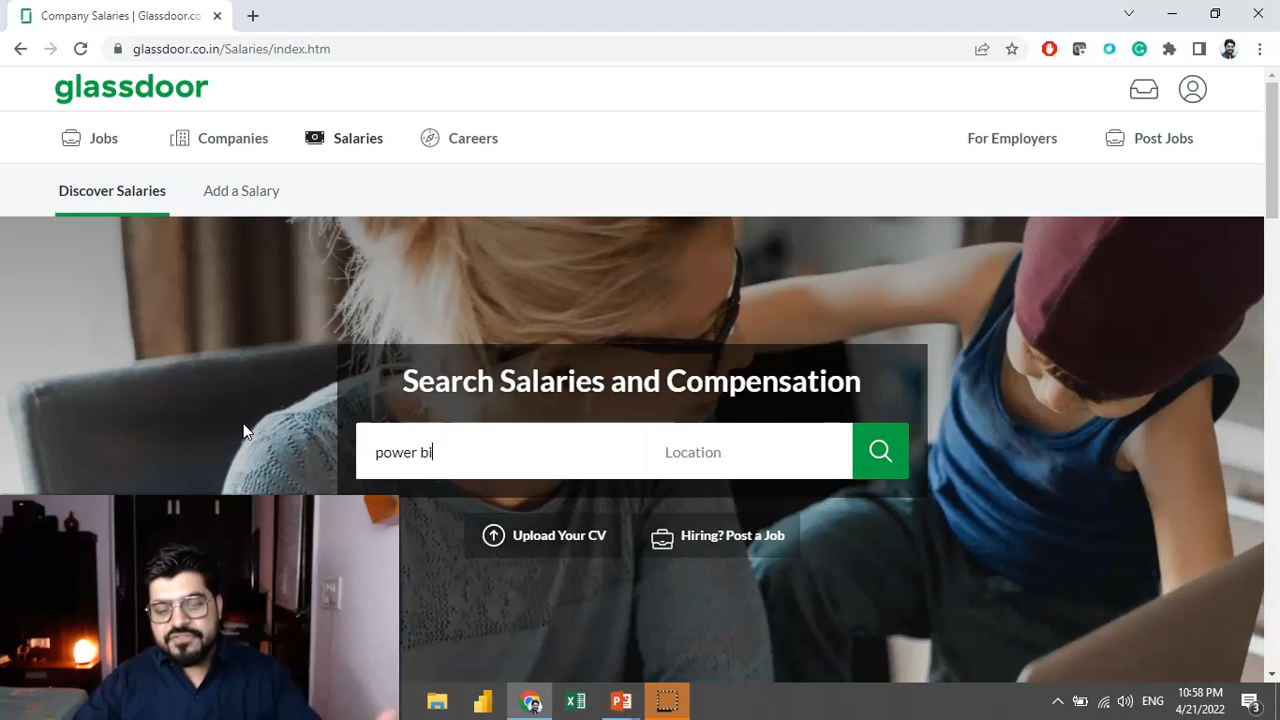 Company Salaries | Glassdoor.co
glassdoor.co.in/Salaries/index.htm
glassdoor
Jobs
Companies
Salaries
Careers
For Employers
Post Jobs
Discover Salaries
Add a Salary
Search Salaries and Compensation
power bi
Location
Upload Your CV
Hiring? Post a Job
ENG
10:58 PM
4/21/2022
3